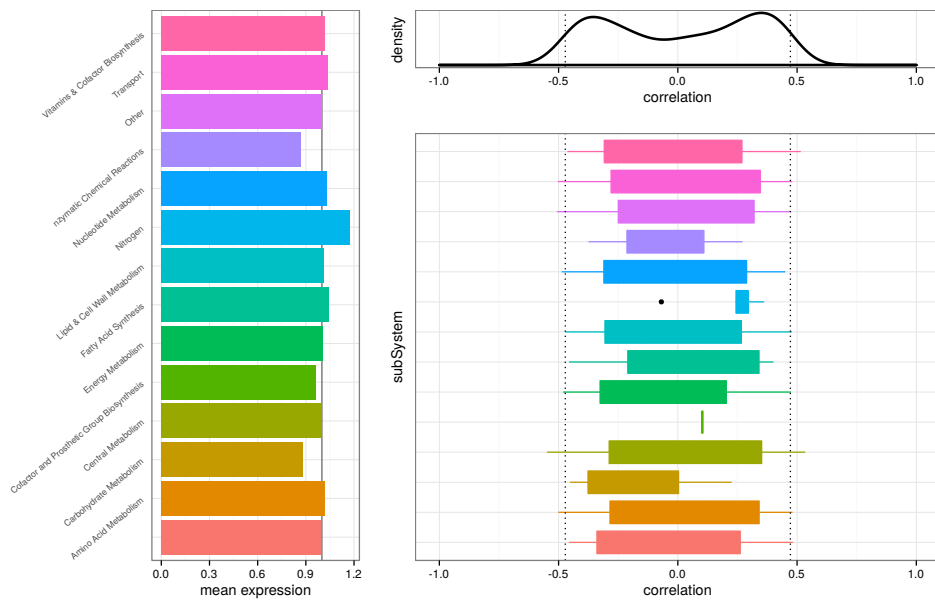 Vitamins & Cofactor Biosynthesis
Transport
Other
nzymatic Chemical Reactions
Nucleotide Metabolism
Nitrogen
Lipid & Cell Wall Metabolism
Fatty Acid Synthesis
Energy Metabolism
Cofactor and Prosthetic Group Biosynthesis
Central Metabolism
Carbohydrate Metabolism
Amino Acid Metabolism
0.0 0.3 0.6 0.9 1.2
mean expression
density
-1.0 -0.5 0.0 0.5 1.0
correlation
subSystem
-1.0 -0.5 0.0 0.5 1.0
correlation